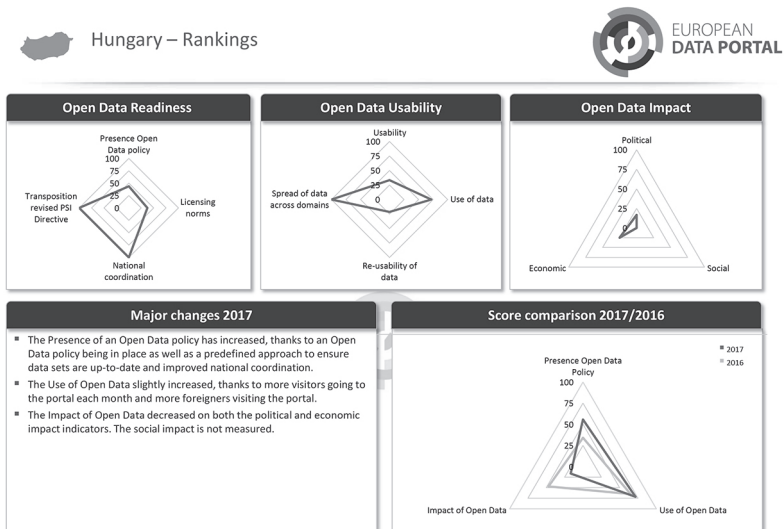 Hungary – Rankings
EUROPEAN
DATA PORTAL
Open Data Readiness
Presence Open
Data policy
100
75
50
25
0
Transposition
revised PSI
Directive
Licensing
norms
National
coordination
Open Data Usability
Usability
100
75
50
25
0
Spread of data
across domains
Use of data
Re-usability of
data
Open Data Impact
Political
100
75
50
25
0
Economic
Social
Major changes 2017
▪ The Presence of an Open Data policy has increased, thanks to an Open
Data policy being in place as well as a predefined approach to ensure
data sets are up-to-date and improved national coordination.
▪ The Use of Open Data slightly increased, thanks to more visitors going to
the portal each month and more foreigners visiting the portal.
▪ The Impact of Open Data decreased on both the political and economic
impact indicators. The social impact is not measured.
Score comparison 2017/2016
2017
2016
Presence Open Data
Policy
100
75
50
25
0
Impact of Open Data
Use of Open Data